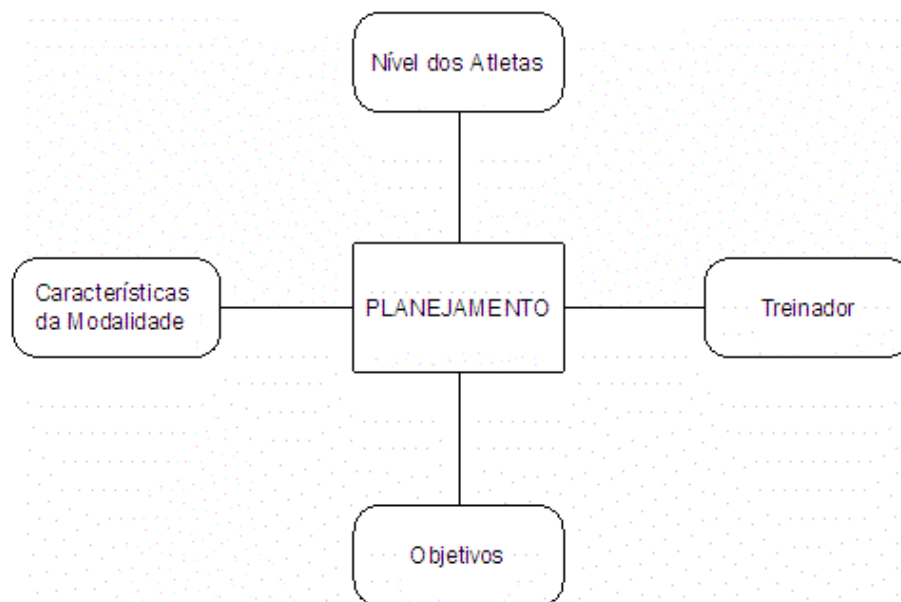 Nível dos Atletas
Características
da Modalidade
PLANEJAMENTO
Treinador
Objetivos